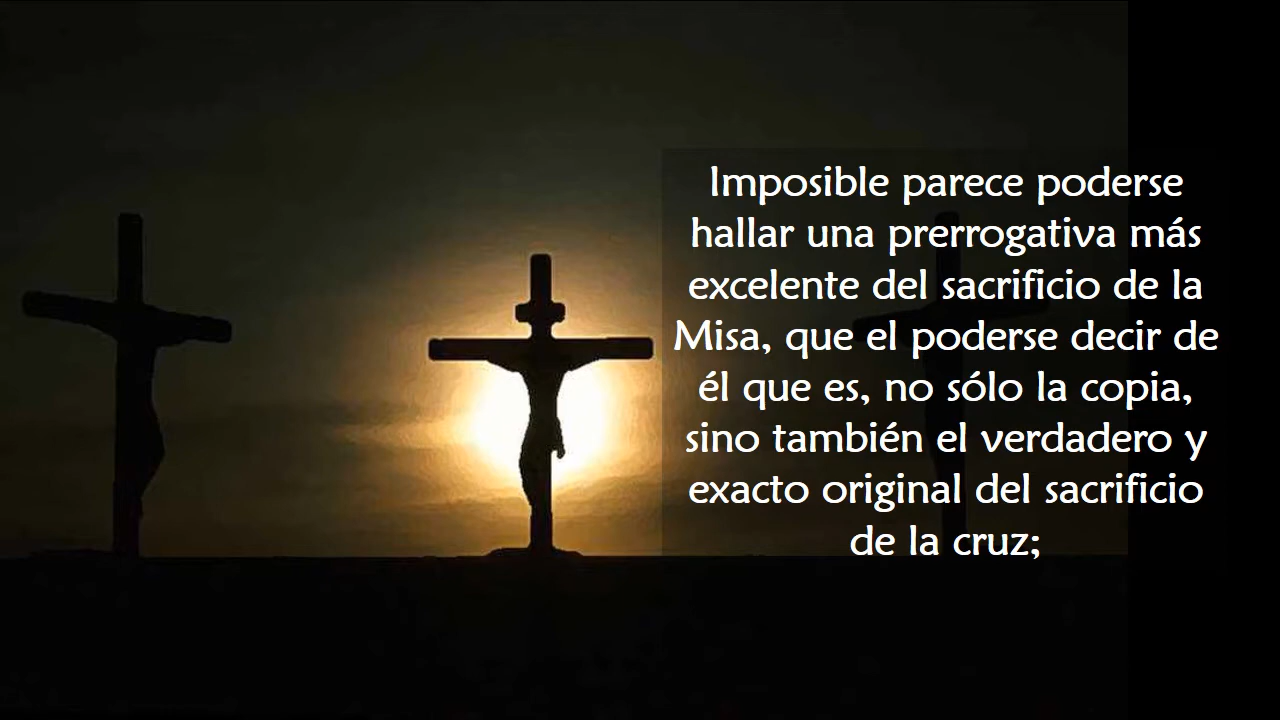 Imposible parece poderse
hallar una prerrogativa más
excelente del sacrificio de la
Misa, que el poderse decir de
él que es, no sólo la copia,
sino también el verdadero y
exacto original del sacrificio
de la cruz;